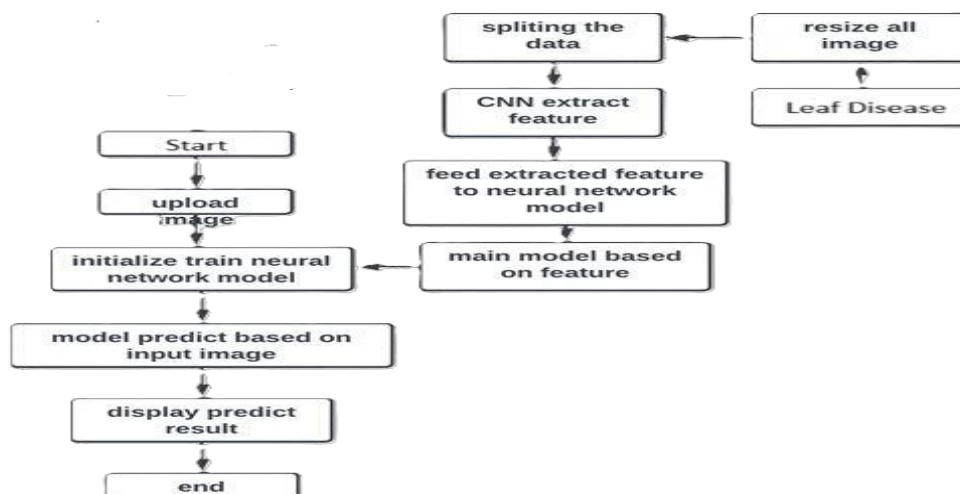 spliting the
data
resize all
image
CNN extract
feature
Leaf Disease
Start
feed extracted feature
to neural network
model
upload
image
initialize train neural
network model
main model based
on feature
model predict based on
input image
display predict
result
end